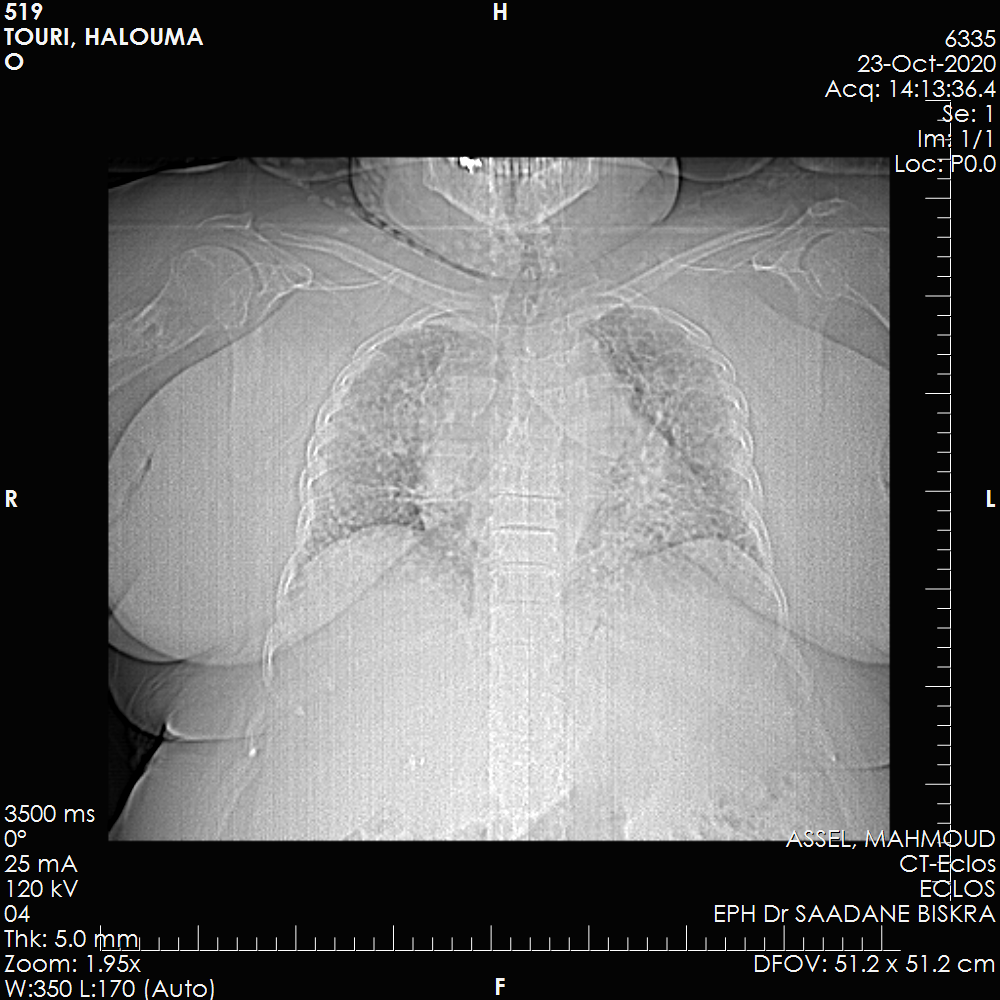 519
TOURI, HALOUMA
O
H
6335
23-Oct-2020
Acq: 14:13:36.4
Se: 1
Im: 1/1
Loc: P0.0
R
L
3500 ms
0°
25 mA
120 kV
04
Thk: 5.0 mm
Zoom: 1.95x
W:350 L:170 (Auto)
F
ASSEL, MAHMOUD
CT-Eclos
ECLOS
EPH Dr SAADANE BISKRA
DFOV: 51.2 x 51.2 cm